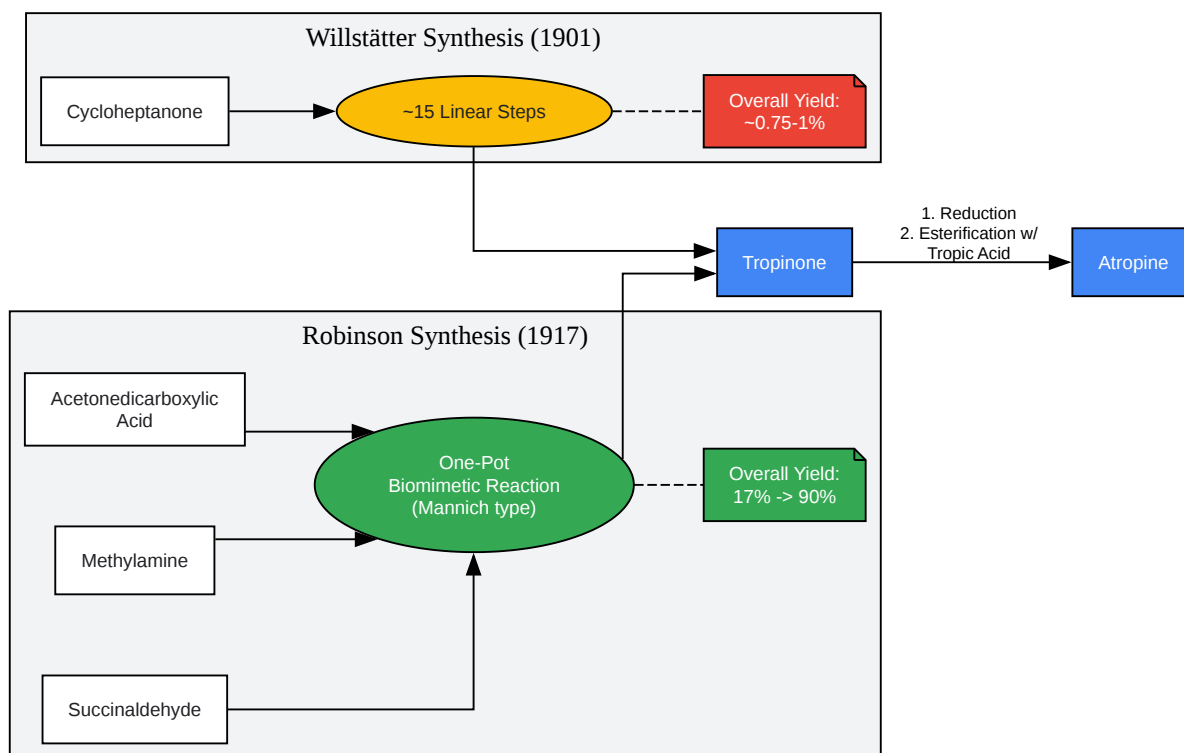 Willstätter Synthesis (1901)
Cycloheptanone
~15 Linear Steps
Overall Yield:
~0.75-1%
Tropinone
1. Reduction
2. Esterification w/
Tropic Acid
Atropine
Robinson Synthesis (1917)
Acetonedicarboxylic
Acid
Methylamine
Succinaldehyde
One-Pot
Biomimetic Reaction
(Mannich type)
Overall Yield:
17% -> 90%